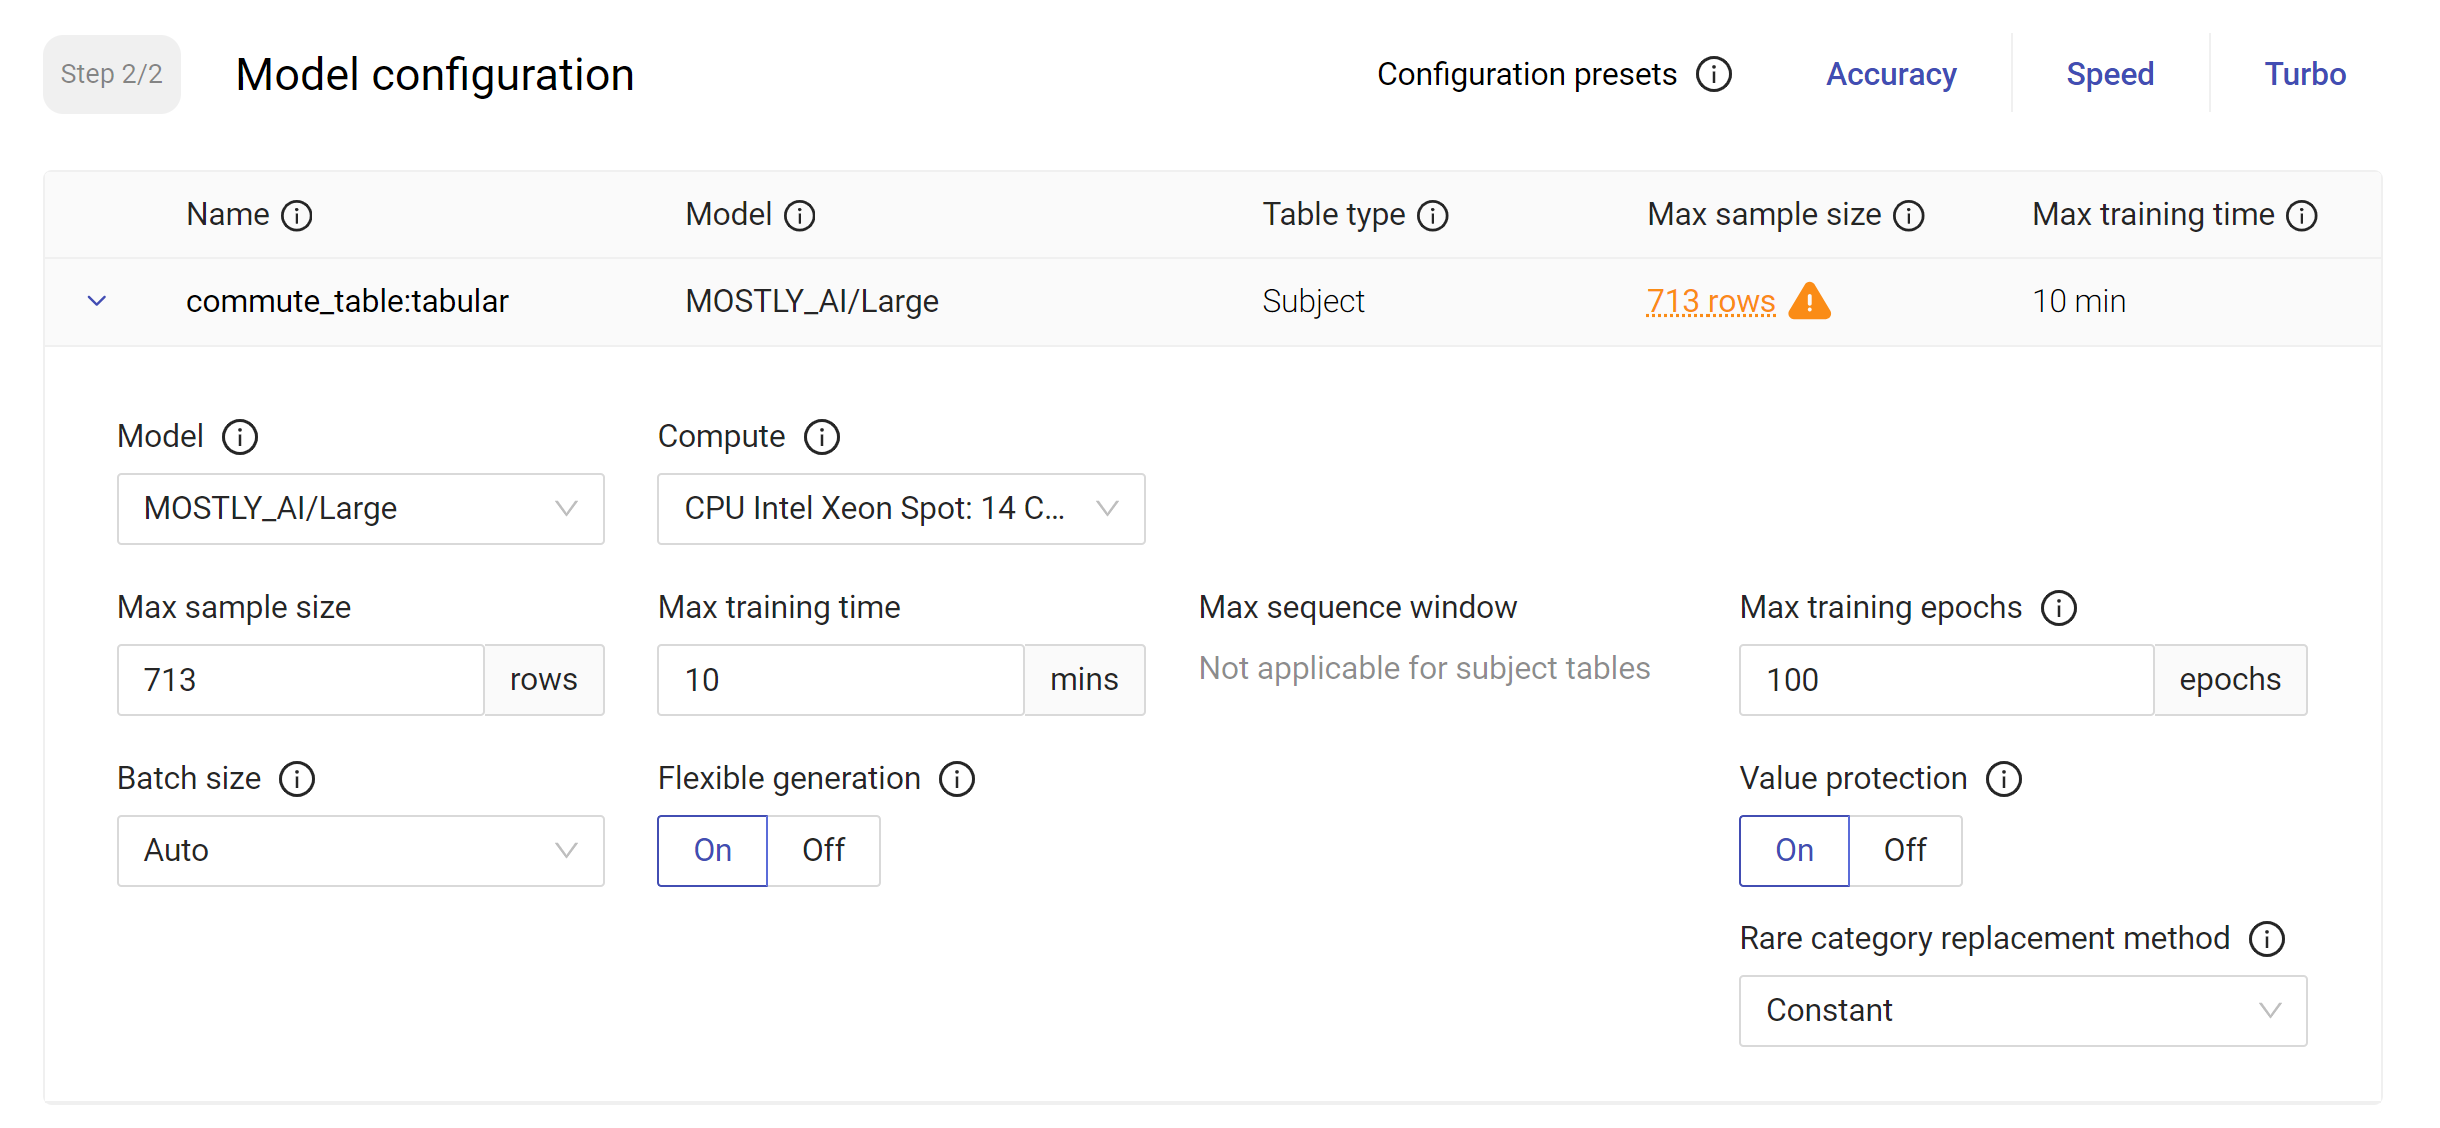 Step 2/2 Model configuration Configuration presets Accuracy Speed Turbo
Name Model Table type Max sample size Max training time
commute_table:tabular MOSTLY_AI/Large Subject 713 rows 10 min
Model Compute
MOSTLY_AI/Large CPU Intel Xeon Spot: 14 C...
Max sample size Max training time Max sequence window Max training epochs
713 rows 10 mins Not applicable for subject tables 100 epochs
Batch size Flexible generation Value protection
Auto On Off On Off
Rare category replacement method
Constant